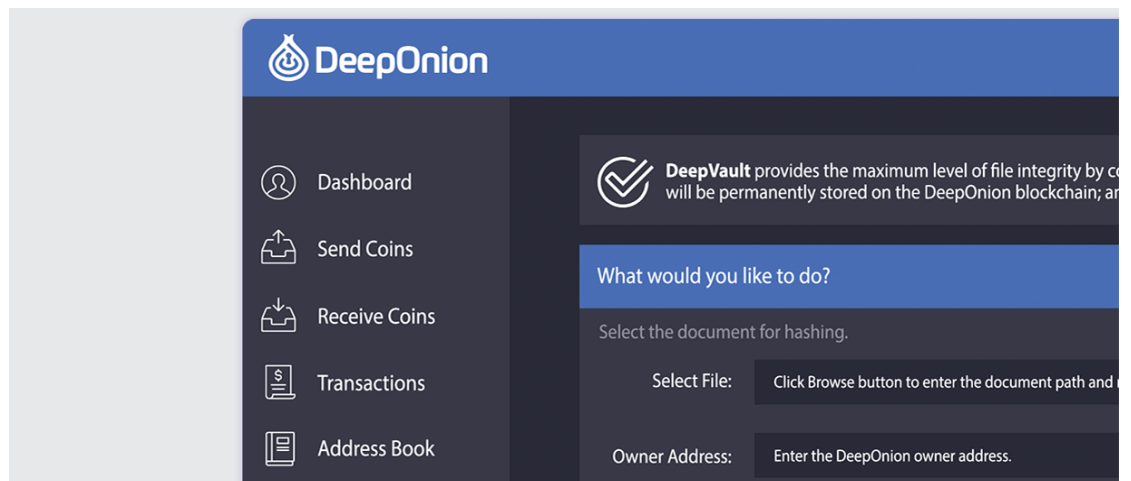 DeepOnion
Dashboard
Send Coins
Receive Coins
Transactions
Address Book
DeepVault provides the maximum level of file integrity by
will be permanently stored on the DeepOnion blockchain;
What would you like to do?
Select the document for hashing.
Select File:
Click Browse button to enter the document path and
Owner Address:
Enter the DeepOnion owner address.